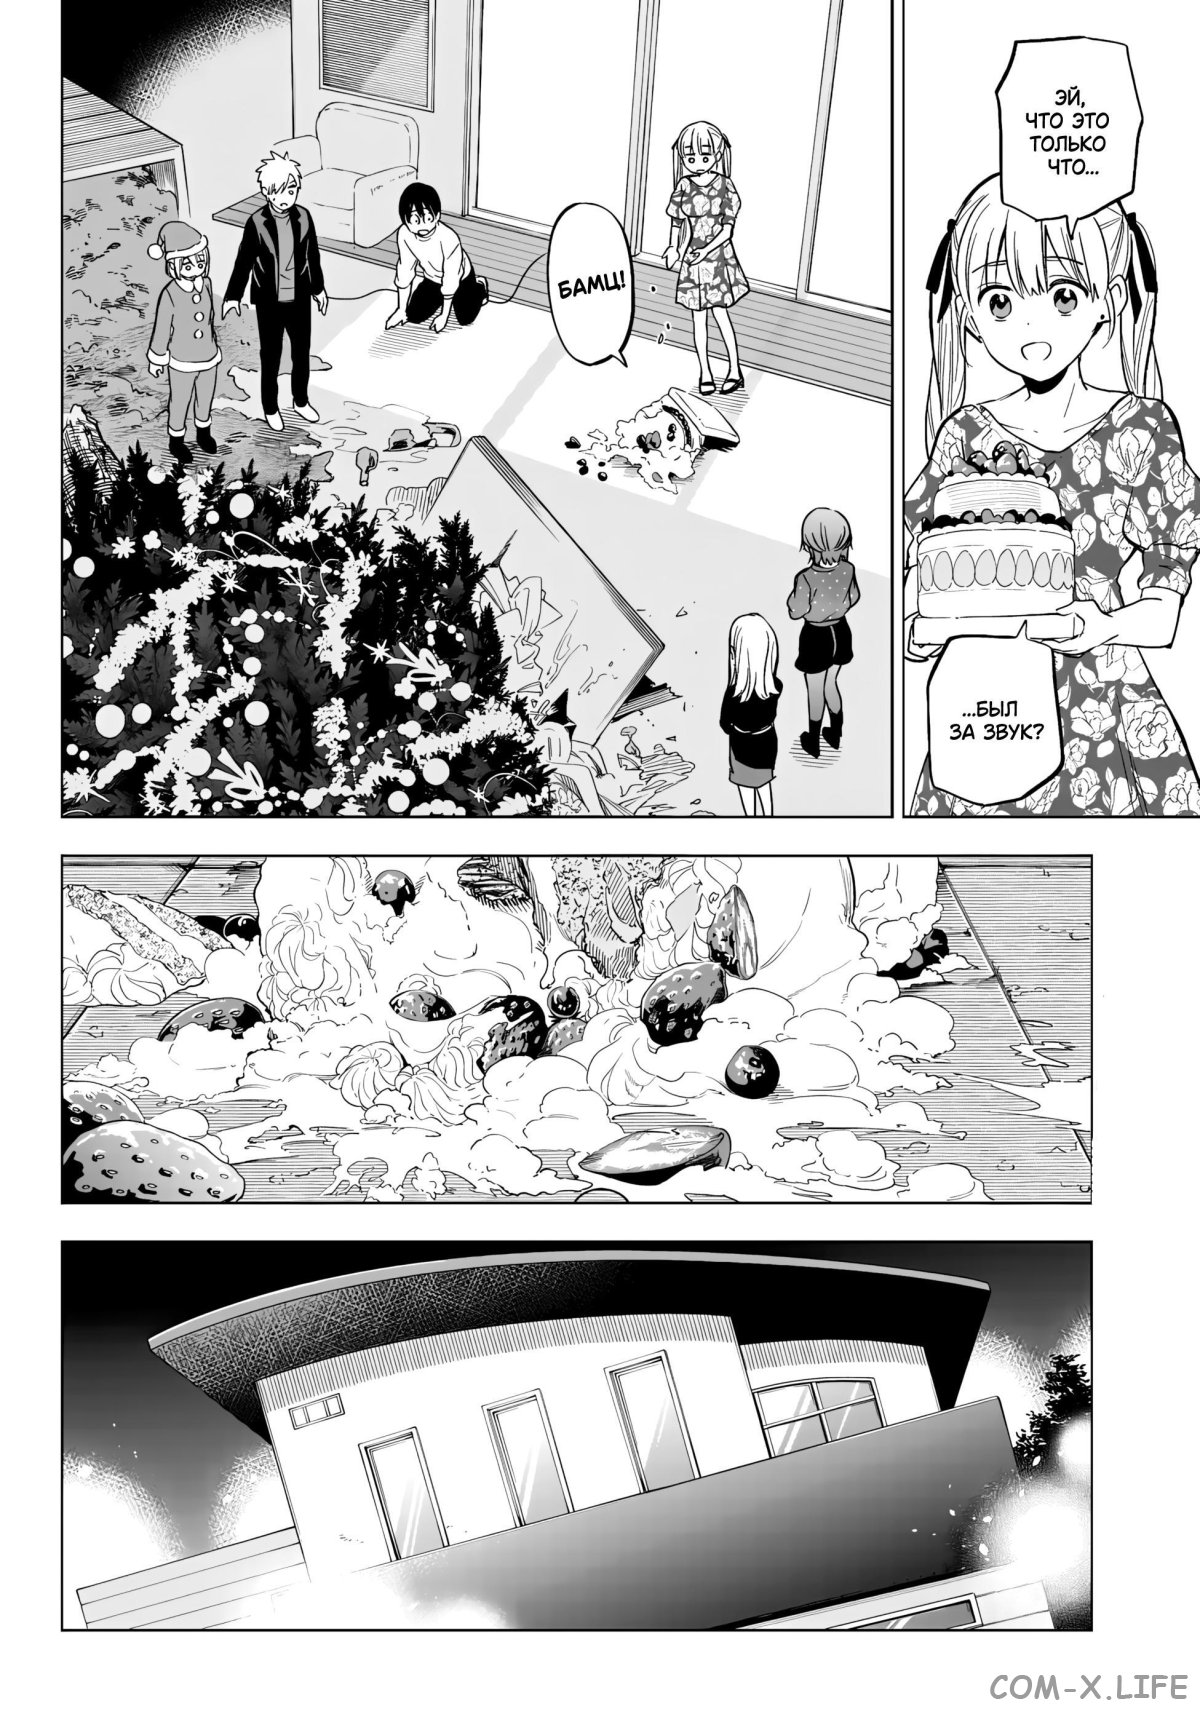 ЭЙ,
ЧТО ЭТО
ТОЛЬКО
ЧТО...
...БЫЛ
ЗА ЗВУК?
БАМЦ!
COM-X.LIFE